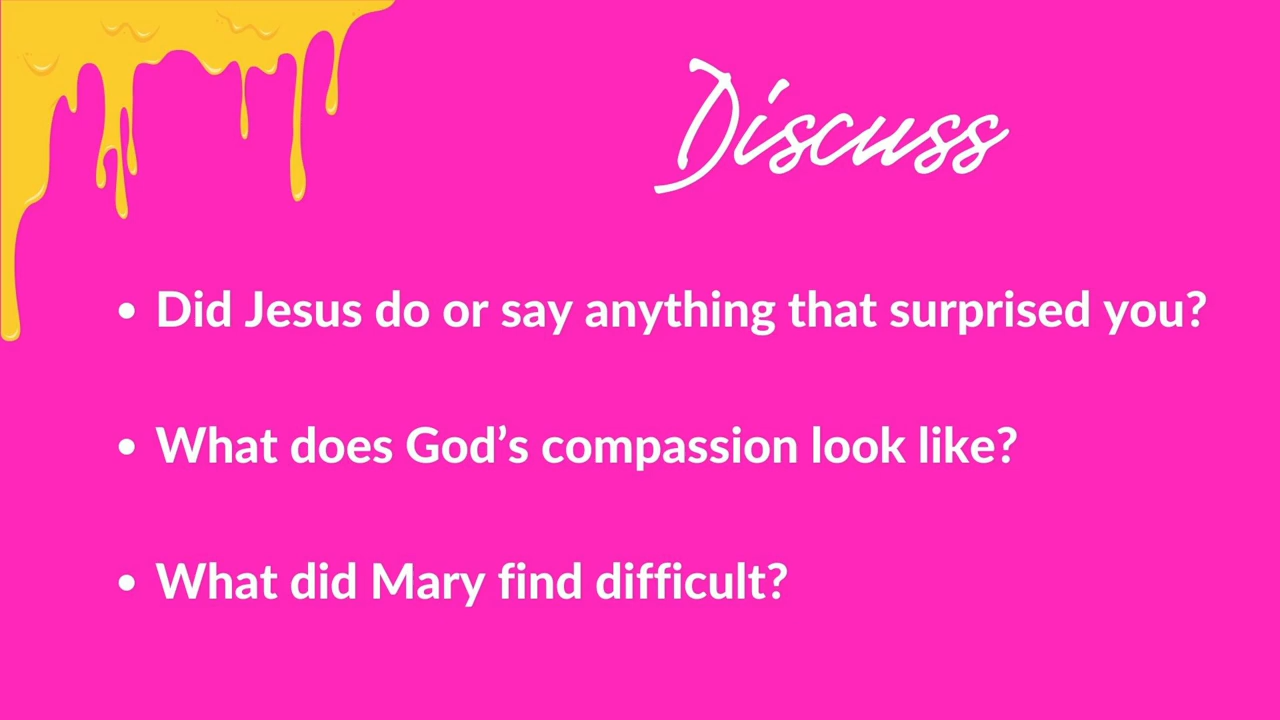 Discuss
• Did Jesus do or say anything that surprised you?
• What does God’s compassion look like?
• What did Mary find difficult?